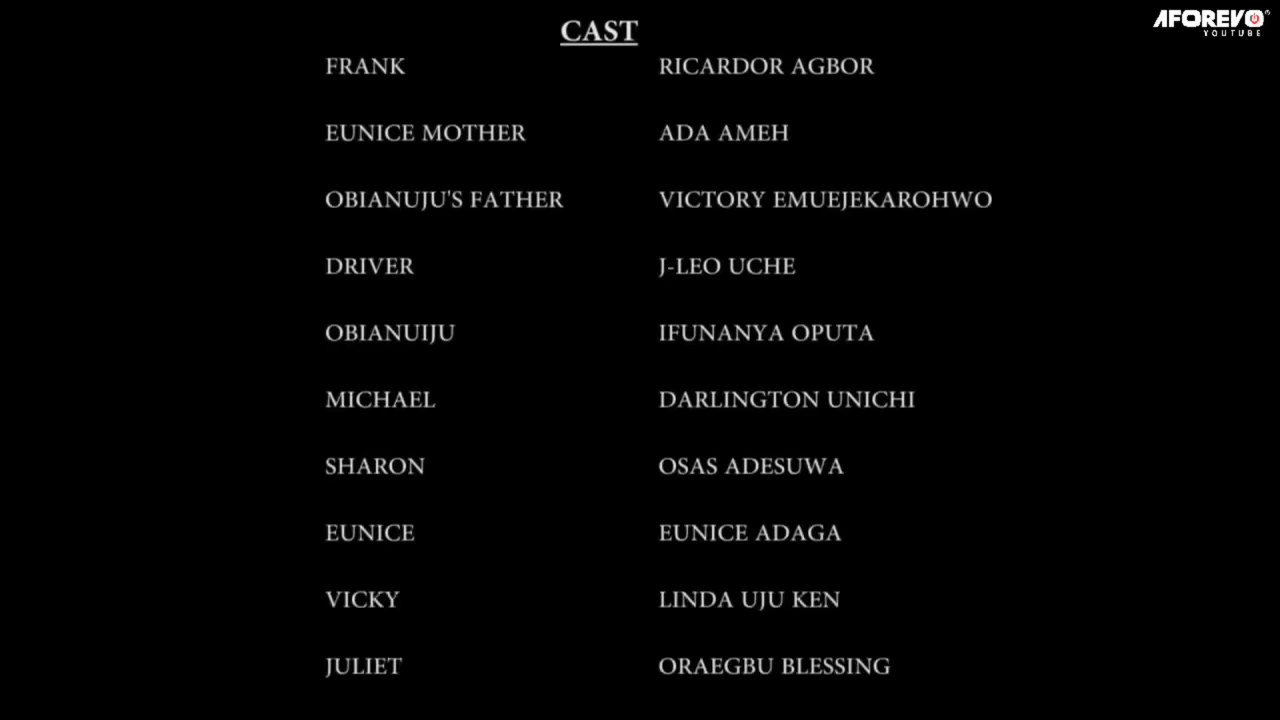 CAST
AFOREVO
YOUTUBE
FRANK RICARDOR AGBOR
EUNICE MOTHER ADA AMEH
OBIANUJU'S FATHER VICTORY EMUEJEKAROHWO
DRIVER J-LEO UCHE
OBIANUIJU IFUNANYA OPUTA
MICHAEL DARLINGTON UNICHI
SHARON OSAS ADESUWA
EUNICE EUNICE ADAGA
VICKY LINDA UJU KEN
JULIET ORAEGBU BLESSING